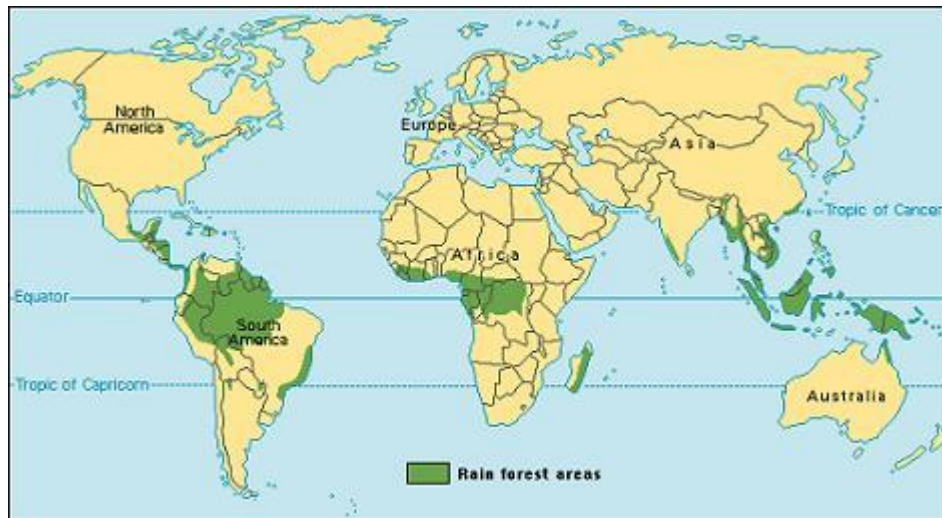 North
America
Europe
Asia
Tropic of Cancer
Africa
Equator
South
America
Tropic of Capricorn
Australia
Rain forest areas